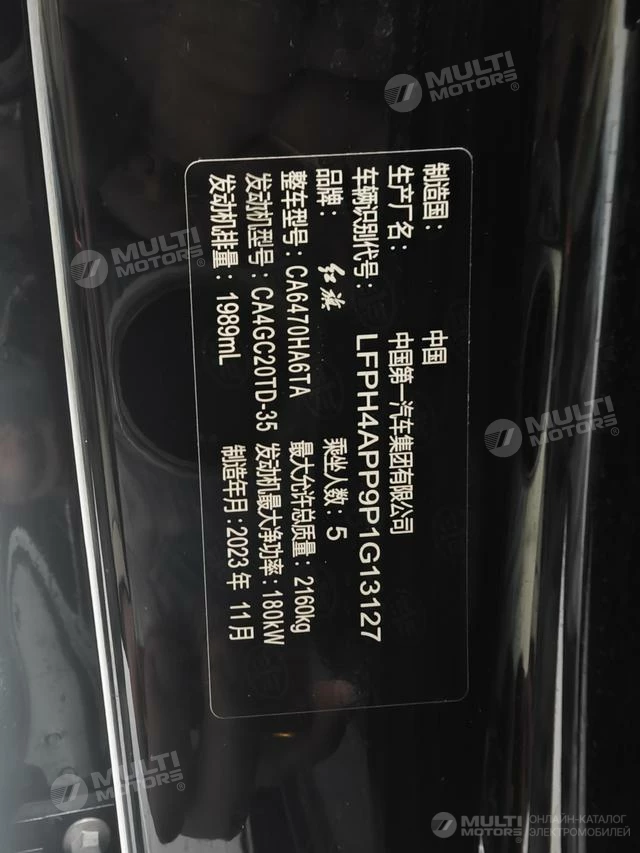 制造国: 中国
生产厂名: 中国第一汽车集团有限公司
车辆识别代号: LFPH4APP9P1G13127
品牌: 红旗 乘坐人数: 5
整车型号: CA6470HA6TA 最大允许总质量: 2160kg
发动机型号: CA4GC20TD-35 发动机最大净功率: 180kW
发动机排量: 1989mL 制造年月: 2023年 11月
MULTI
MOTORS®
MULTI
MOTORS®
MULTI
MOTORS®
MULTI
MOTORS®
MULTI
MOTORS®
ОНЛАЙН-КАТАЛОГ
ЭЛЕКТРОМОБИЛЕЙ